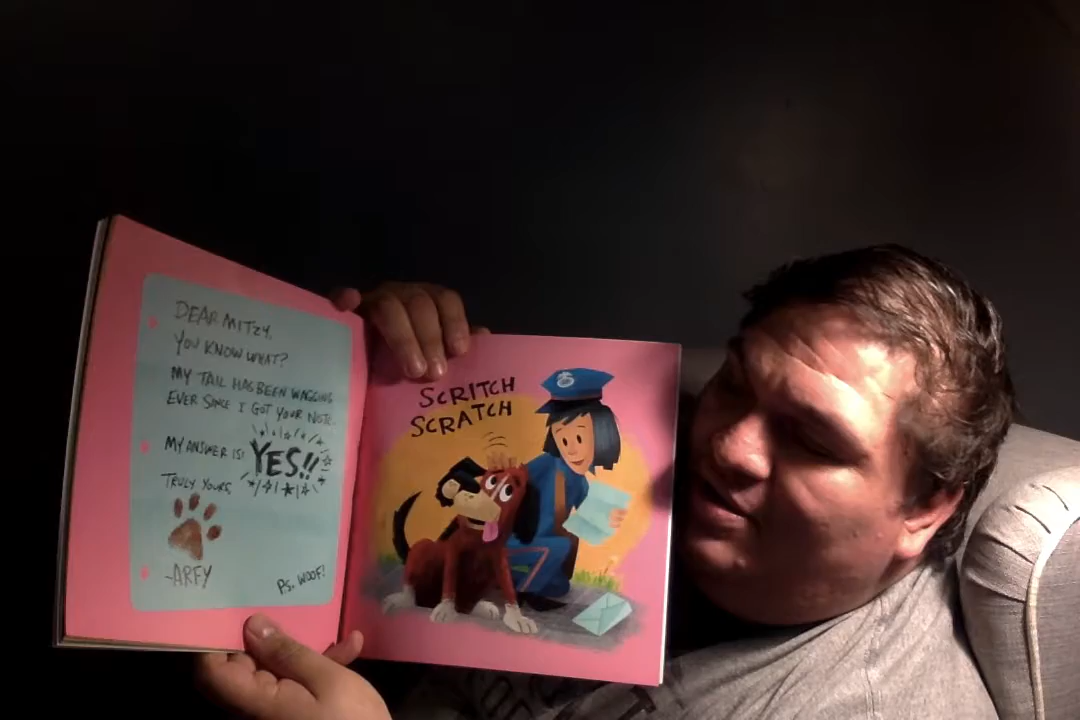 DEAR MITZY,
YOU KNOW WHAT?
MY TAIL HAS BEEN WAGGING
EVER SINCE I GOT YOUR NOTE.
MY ANSWER IS: YES!!
TRULY YOURS,
-ARFY
P.S. WOOF!
SCRITCH
SCRATCH